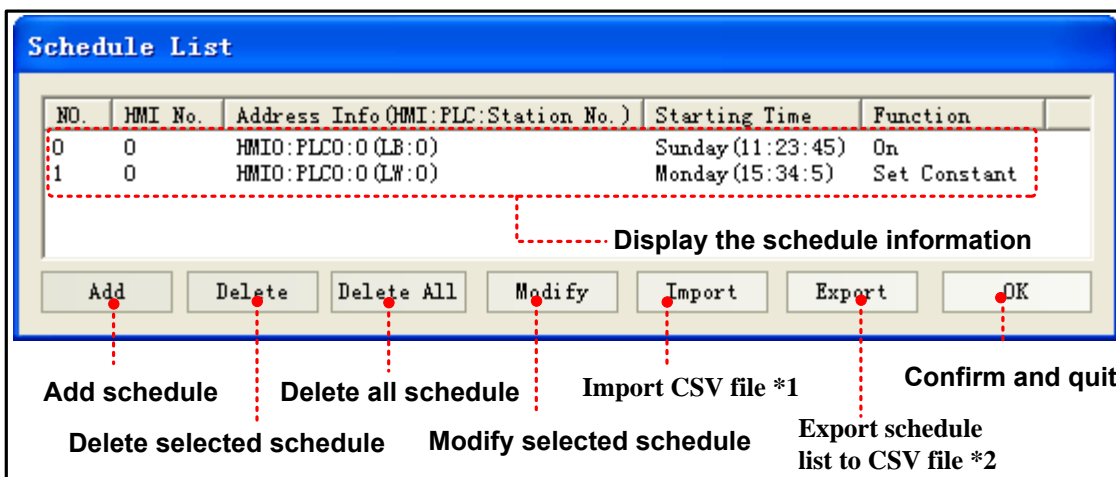 Schedule List
NO. HMI No. Address Info(HMI:PLC:Station No.) Starting Time Function
0 0 HMI0:PLC0:0(LB:0) Sunday(11:23:45) On
1 0 HMI0:PLC0:0(LW:0) Monday(15:34:5) Set Constant
Display the schedule information
Add Delete Delete All Modify Import Export OK
Add schedule Delete all schedule Import CSV file *1 Confirm and quit
Delete selected schedule Modify selected schedule Export schedule
list to CSV file *2